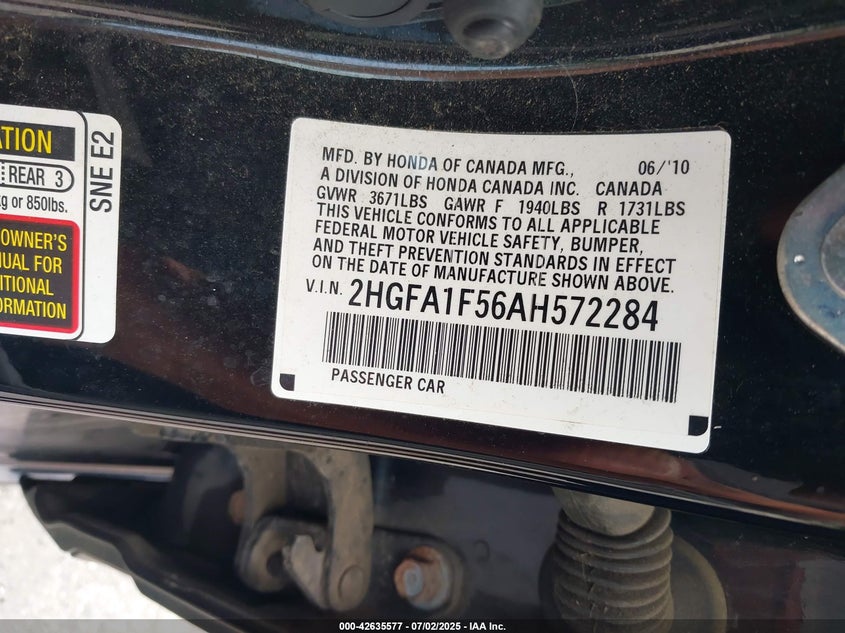 ATION
REAR 3
kg or 850lbs.
OWNER'S
NUAL FOR
DITIONAL
FORMATION
SNE E2
MFD. BY HONDA OF CANADA MFG., 06/'10
A DIVISION OF HONDA CANADA INC. CANADA
GVWR 3671LBS GAWR F 1940LBS R 1731LBS
THIS VEHICLE CONFORMS TO ALL APPLICABLE
FEDERAL MOTOR VEHICLE SAFETY, BUMPER,
AND THEFT PREVENTION STANDARDS IN EFFECT
ON THE DATE OF MANUFACTURE SHOWN ABOVE.
V.I.N. 2HGFA1F56AH572284
PASSENGER CAR
000-42635577 - 07/02/2025 - IAA Inc.